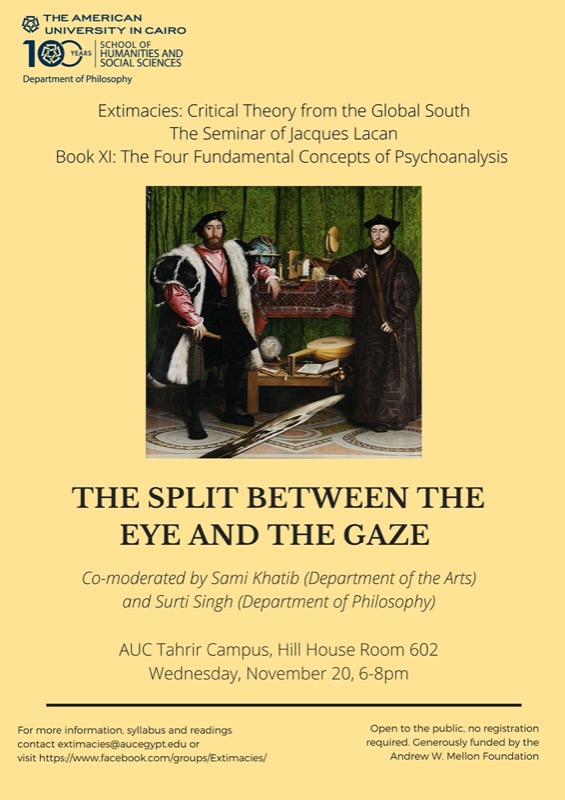 THE AMERICAN
UNIVERSITY IN CAIRO
100 YEARS
SCHOOL OF
HUMANITIES AND
SOCIAL SCIENCES
Department of Philosophy
Extimacies: Critical Theory from the Global South
The Seminar of Jacques Lacan
Book XI: The Four Fundamental Concepts of Psychoanalysis
THE SPLIT BETWEEN THE
EYE AND THE GAZE
Co-moderated by Sami Khatib (Department of the Arts)
and Surti Singh (Department of Philosophy)
AUC Tahrir Campus, Hill House Room 602
Wednesday, November 20, 6-8pm
For more information, syllabus and readings
contact extimacies@aucegypt.edu or
visit https://www.facebook.com/groups/Extimacies/
Open to the public, no registration
required. Generously funded by the
Andrew W. Mellon Foundation